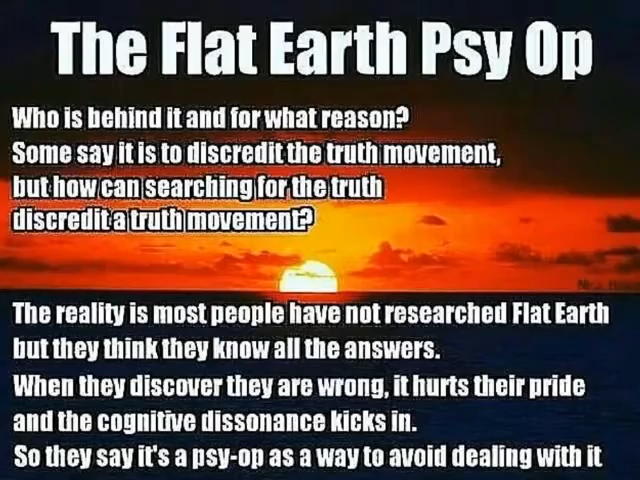 The Flat Earth Psy Op
Who is behind it and for what reason?
Some say it is to discredit the truth movement,
but how can searching for the truth
discredit a truth movement?
The reality is most people have not researched Flat Earth
but they think they know all the answers.
When they discover they are wrong, it hurts their pride
and the cognitive dissonance kicks in.
So they say it's a psy-op as a way to avoid dealing with it